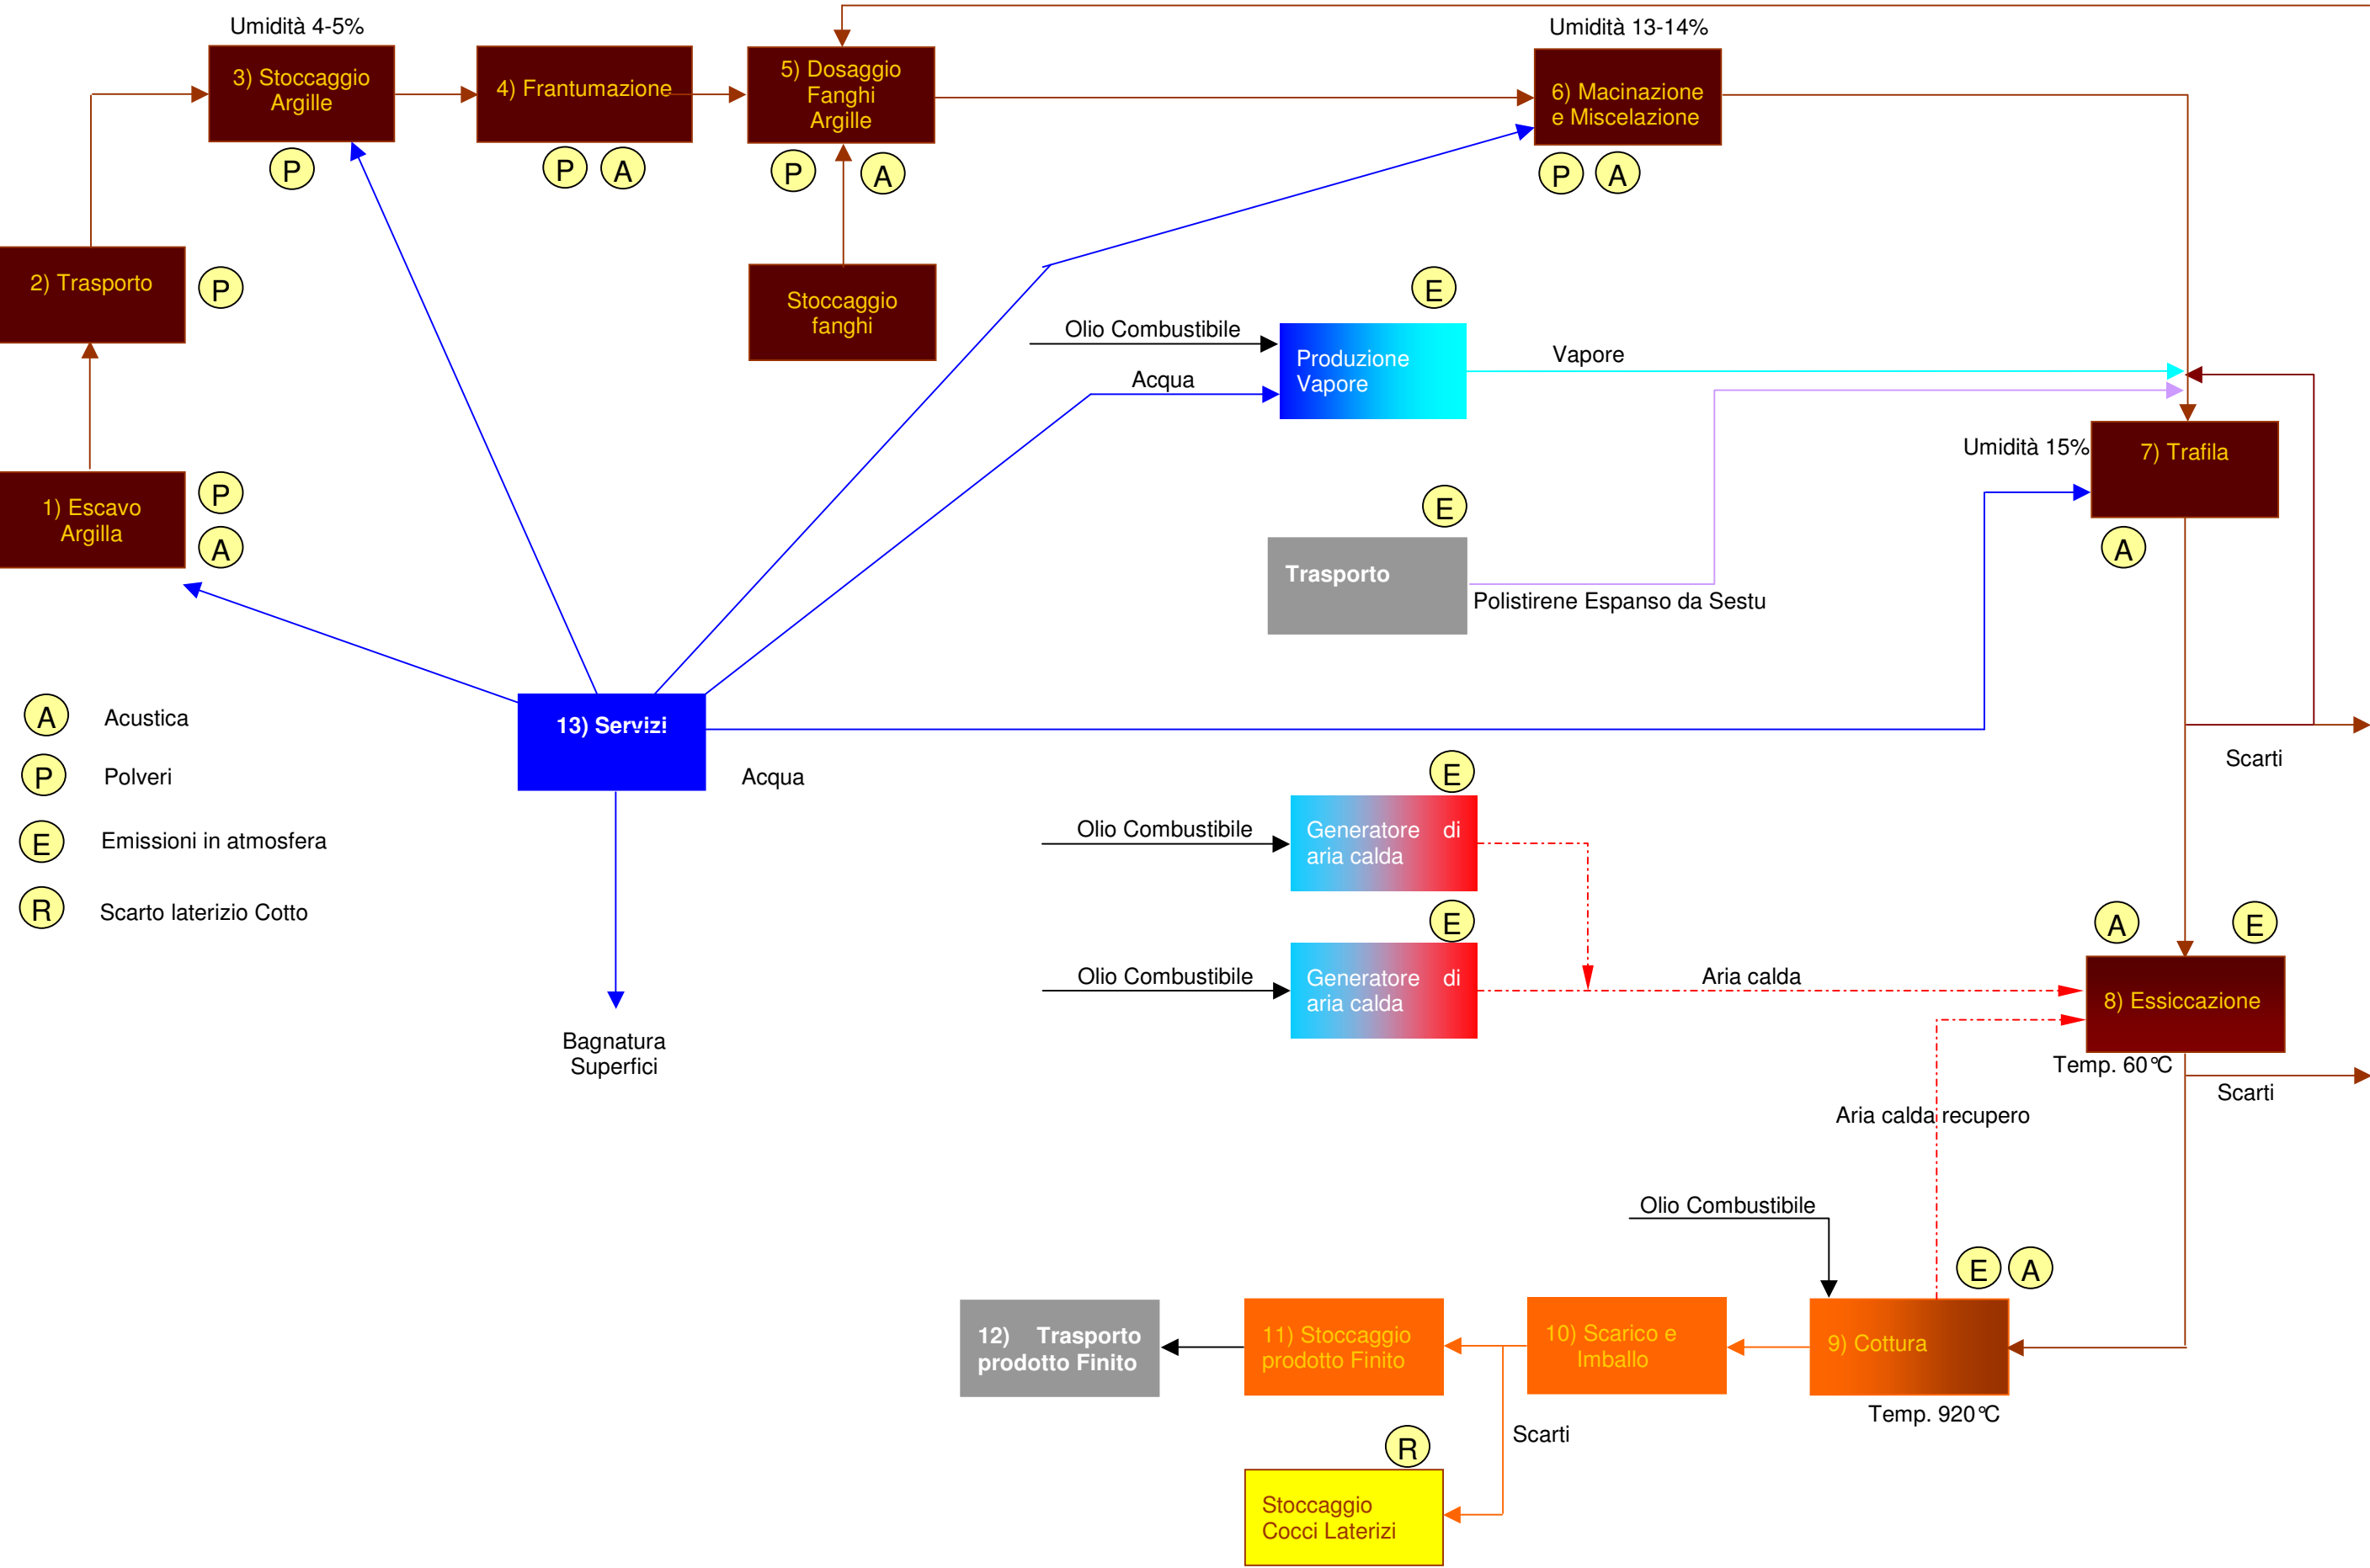 Umidità 4-5%
Umidità 13-14%
3) Stoccaggio
Argille
4) Frantumazione
5) Dosaggio
Fanghi
Argille
6) Macinazione
e Miscelazione
P
P
A
P
A
P
A
2) Trasporto
P
Stoccaggio
fanghi
E
Olio Combustibile
Produzione
Vapore
Vapore
Acqua
Umidità 15%
7) Trafila
1) Escavo
Argilla
P
A
E
A
Trasporto
Polistirene Espanso da Sestu
A
Acustica
P
Polveri
E
Emissioni in atmosfera
R
Scarto laterizio Cotto
13) Servizi
Acqua
Scarti
E
Olio Combustibile
Generatore di
aria calda
E
Olio Combustibile
Generatore di
aria calda
Aria calda
A
E
8) Essiccazione
Temp. 60°C
Scarti
Bagnatura
Superfici
Aria calda recupero
Olio Combustibile
E
A
12) Trasporto
prodotto Finito
11) Stoccaggio
prodotto Finito
10) Scarico e
Imballo
9) Cottura
Temp. 920°C
Scarti
R
Stoccaggio
Cocci Laterizi